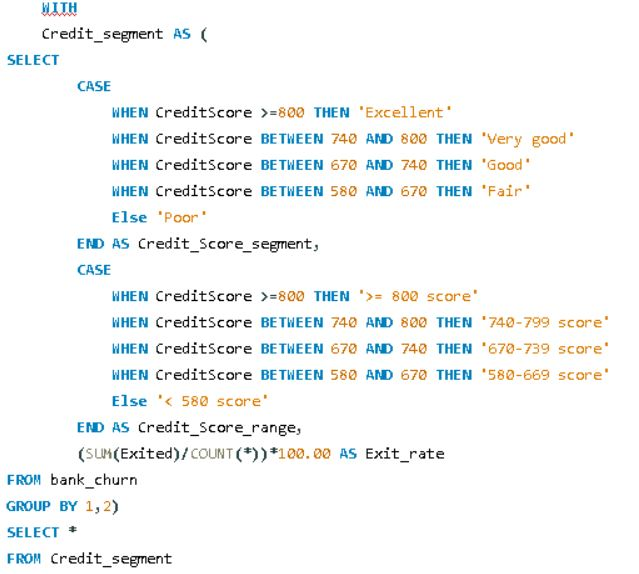 WITH
Credit_segment AS (
SELECT
CASE
WHEN CreditScore >=800 THEN 'Excellent'
WHEN CreditScore BETWEEN 740 AND 800 THEN 'Very good'
WHEN CreditScore BETWEEN 670 AND 740 THEN 'Good'
WHEN CreditScore BETWEEN 580 AND 670 THEN 'Fair'
Else 'Poor'
END AS Credit_Score_segment,
CASE
WHEN CreditScore >=800 THEN '>= 800 score'
WHEN CreditScore BETWEEN 740 AND 800 THEN '740-799 score'
WHEN CreditScore BETWEEN 670 AND 740 THEN '670-739 score'
WHEN CreditScore BETWEEN 580 AND 670 THEN '580-669 score'
Else '< 580 score'
END AS Credit_Score_range,
(SUM(Exited)/COUNT(*))*100.00 AS Exit_rate
FROM bank_churn
GROUP BY 1,2)
SELECT *
FROM Credit_segment